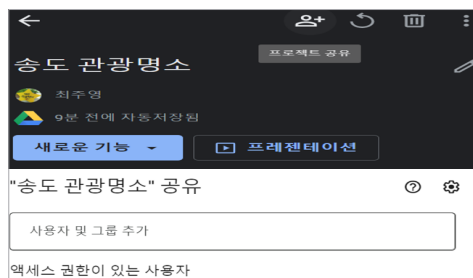 프로젝트 공유
송도 관광명소
최주영
9분 전에 자동저장됨
새로운 기능
프레젠테이션
"송도 관광명소" 공유
사용자 및 그룹 추가
액세스 권한이 있는 사용자